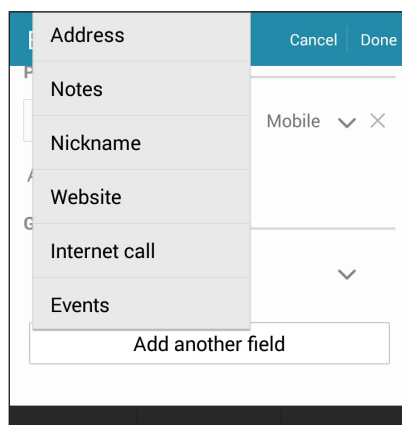 Address
Cancel
Done
Notes
Mobile
Nickname
Website
Internet call
Events
Add another field